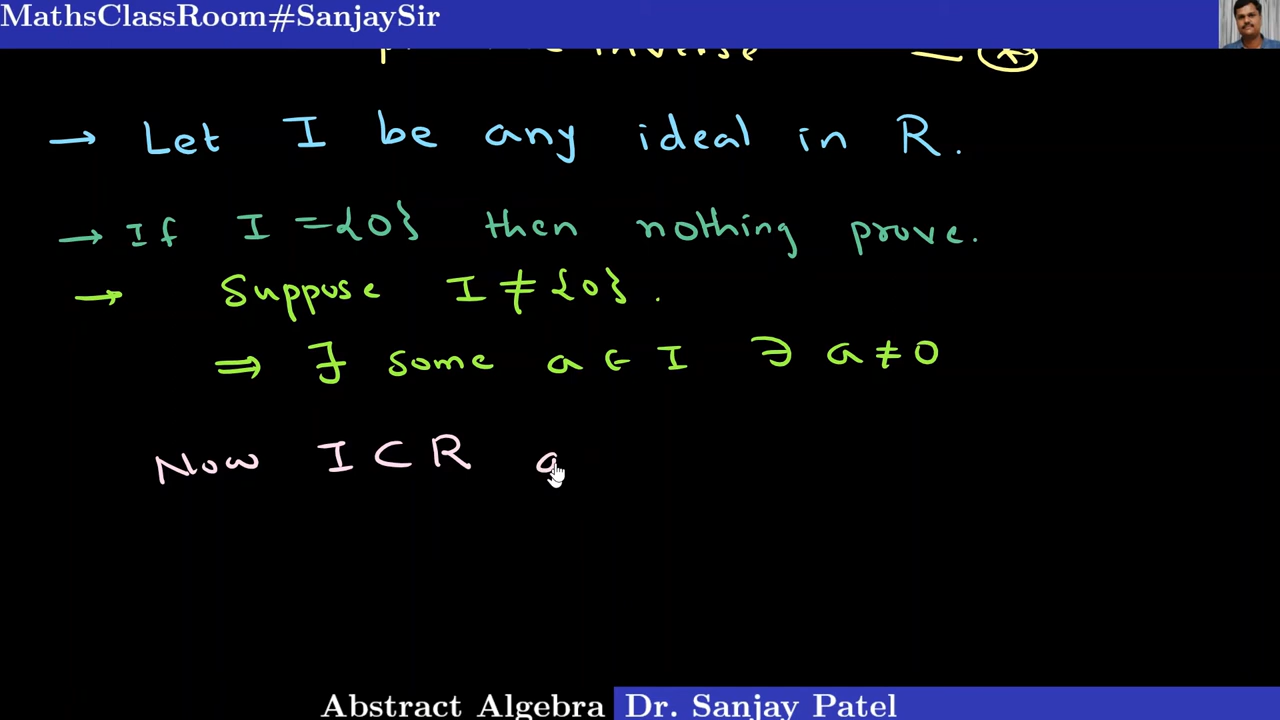 MathsClassRoom#SanjaySir
inverse
→ Let I be any ideal in R.
→ If I = {0} then nothing prove.
→ Suppose I ≠ {0}.
⇒ ∃ some a ∈ I ∋ a ≠ 0
Now I ⊂ R a
Abstract Algebra Dr. Sanjay Patel